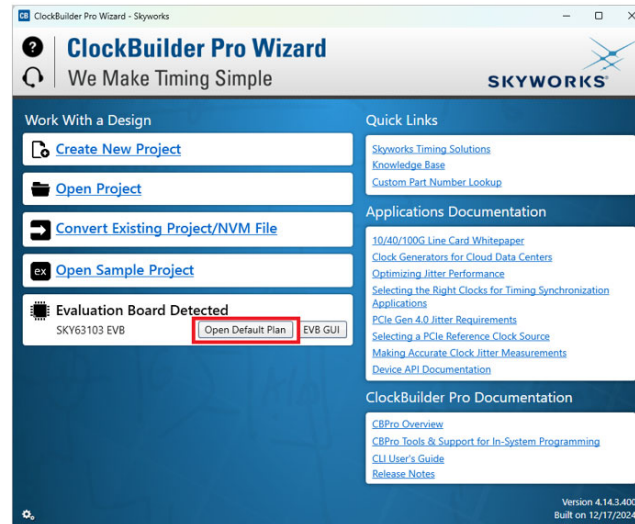 CB ClockBuilder Pro Wizard - Skyworks
ClockBuilder Pro Wizard
We Make Timing Simple
SKYWORKS
Work With a Design
Create New Project
Open Project
Convert Existing Project/NVM File
ex Open Sample Project
Evaluation Board Detected
SKY63103 EVB Open Default Plan EVB GUI
Quick Links
Skyworks Timing Solutions
Knowledge Base
Custom Part Number Lookup
Applications Documentation
10/40/100G Line Card Whitepaper
Clock Generators for Cloud Data Centers
Optimizing Jitter Performance
Selecting the Right Clocks for Timing Synchronization
Applications
PCIe Gen 4.0 Jitter Requirements
Selecting a PCIe Reference Clock Source
Making Accurate Clock Jitter Measurements
Device API Documentation
ClockBuilder Pro Documentation
CBPro Overview
CBPro Tools & Support for In-System Programming
CLI User's Guide
Release Notes
Version 4.14.3.400
Built on 12/17/2024